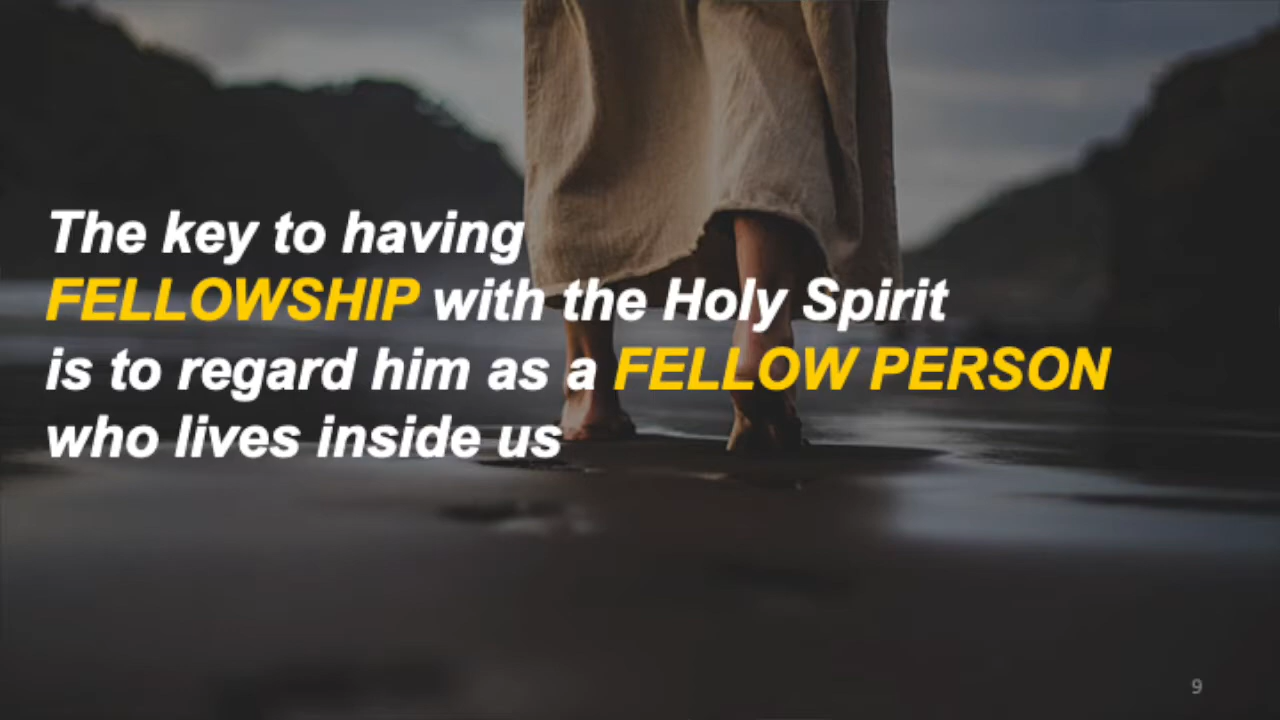 The key to having
FELLOWSHIP with the Holy Spirit
is to regard him as a FELLOW PERSON
who lives inside us
9